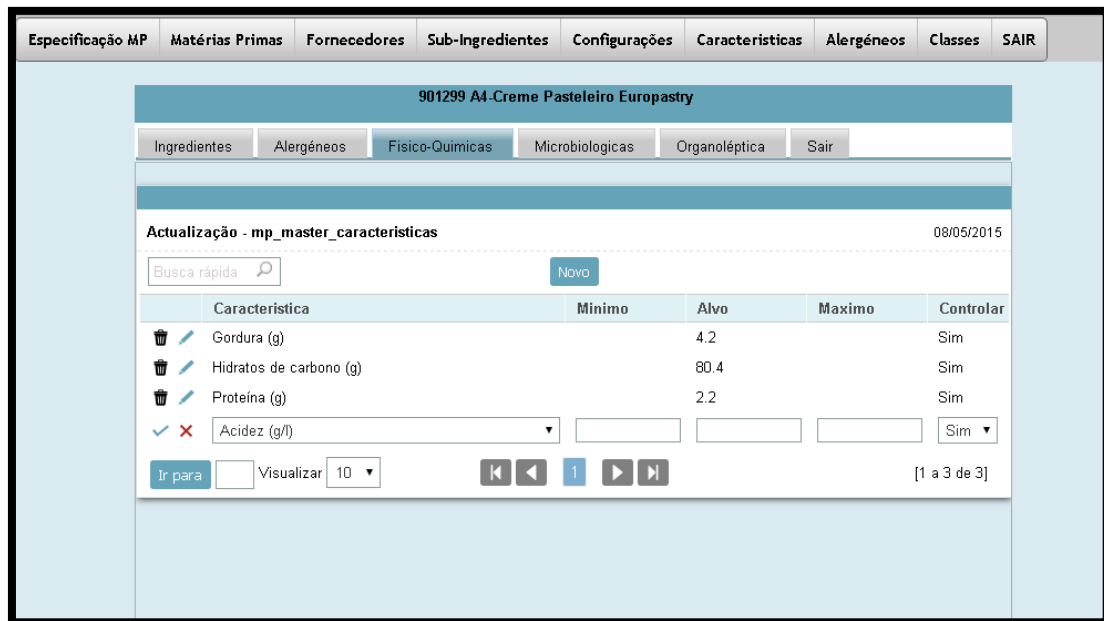 Especificação MP Matérias Primas Fornecedores Sub-Ingredientes Configurações Caracteristicas Alergéneos Classes SAIR
901299 A4-Creme Pasteleiro Europastry
Ingredientes Alergéneos Fisico-Quimicas Microbiologicas Organoléptica Sair
Actualização - mp_master_caracteristicas 08/05/2015
Busca rápida Novo
Caracteristica Minimo Alvo Maximo Controlar
Gordura (g) 4.2 Sim
Hidratos de carbono (g) 80.4 Sim
Proteína (g) 2.2 Sim
Acidez (g/l) Sim
Ir para Visualizar 10 1 [1 a 3 de 3]